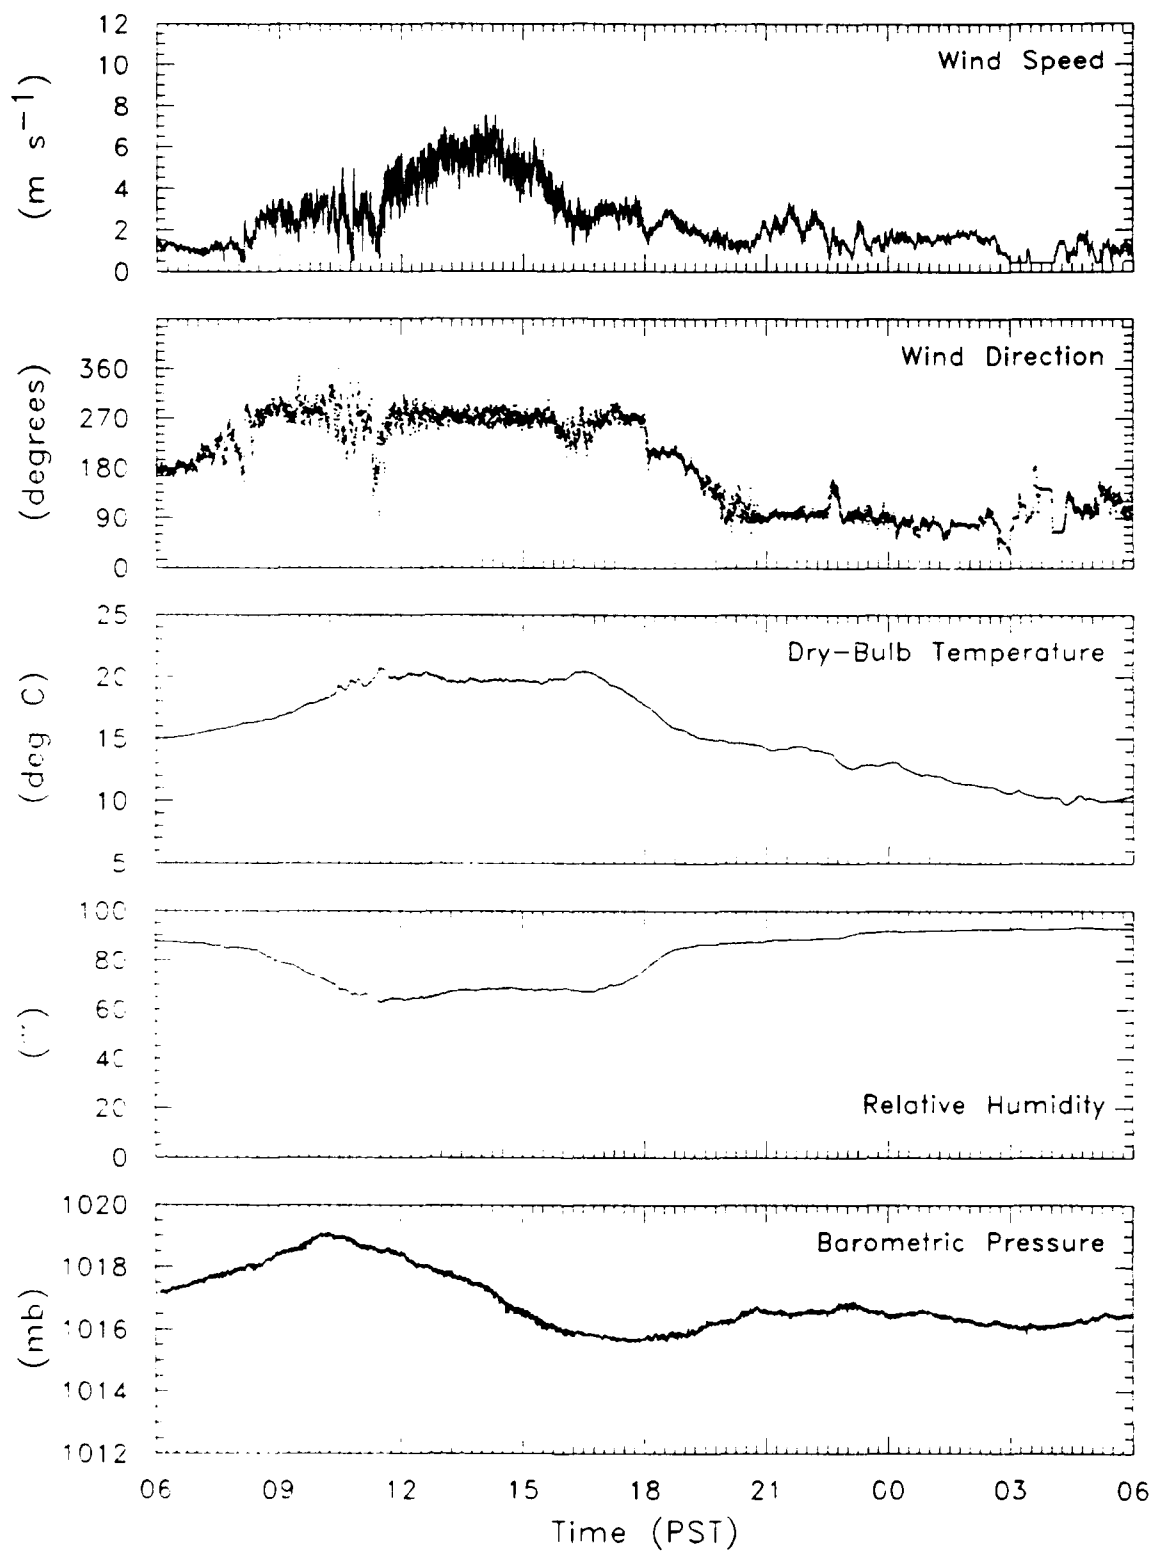 12
10
8
6
4
2
0
(m s⁻¹)
Wind Speed
360
270
180
90
0
(degrees)
Wind Direction
25
20
15
10
5
(deg C)
Dry-Bulb Temperature
100
80
60
40
20
0
Relative Humidity
1020
1018
1016
1014
1012
(mb)
Barometric Pressure
06 09 12 15 18 21 00 03 06
Time (PST)